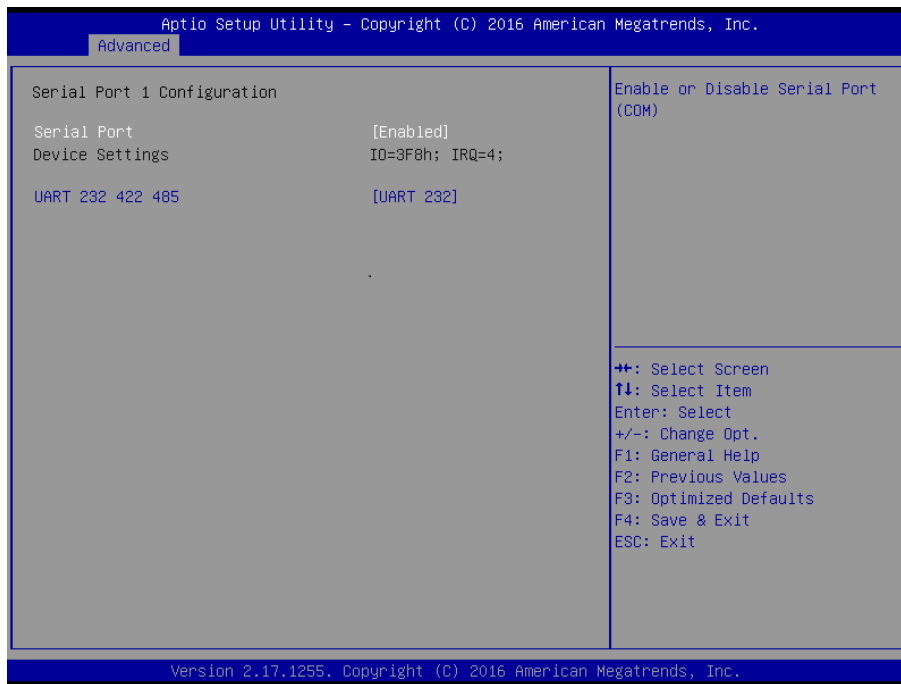 Aptio Setup Utility – Copyright (C) 2016 American Megatrends, Inc.
Advanced
Serial Port 1 Configuration
Serial Port [Enabled]
Device Settings IO=3F8h; IRQ=4;
UART 232 422 485 [UART 232]
Enable or Disable Serial Port
(COM)
→←: Select Screen
↑↓: Select Item
Enter: Select
+/-: Change Opt.
F1: General Help
F2: Previous Values
F3: Optimized Defaults
F4: Save & Exit
ESC: Exit
Version 2.17.1255. Copyright (C) 2016 American Megatrends, Inc.